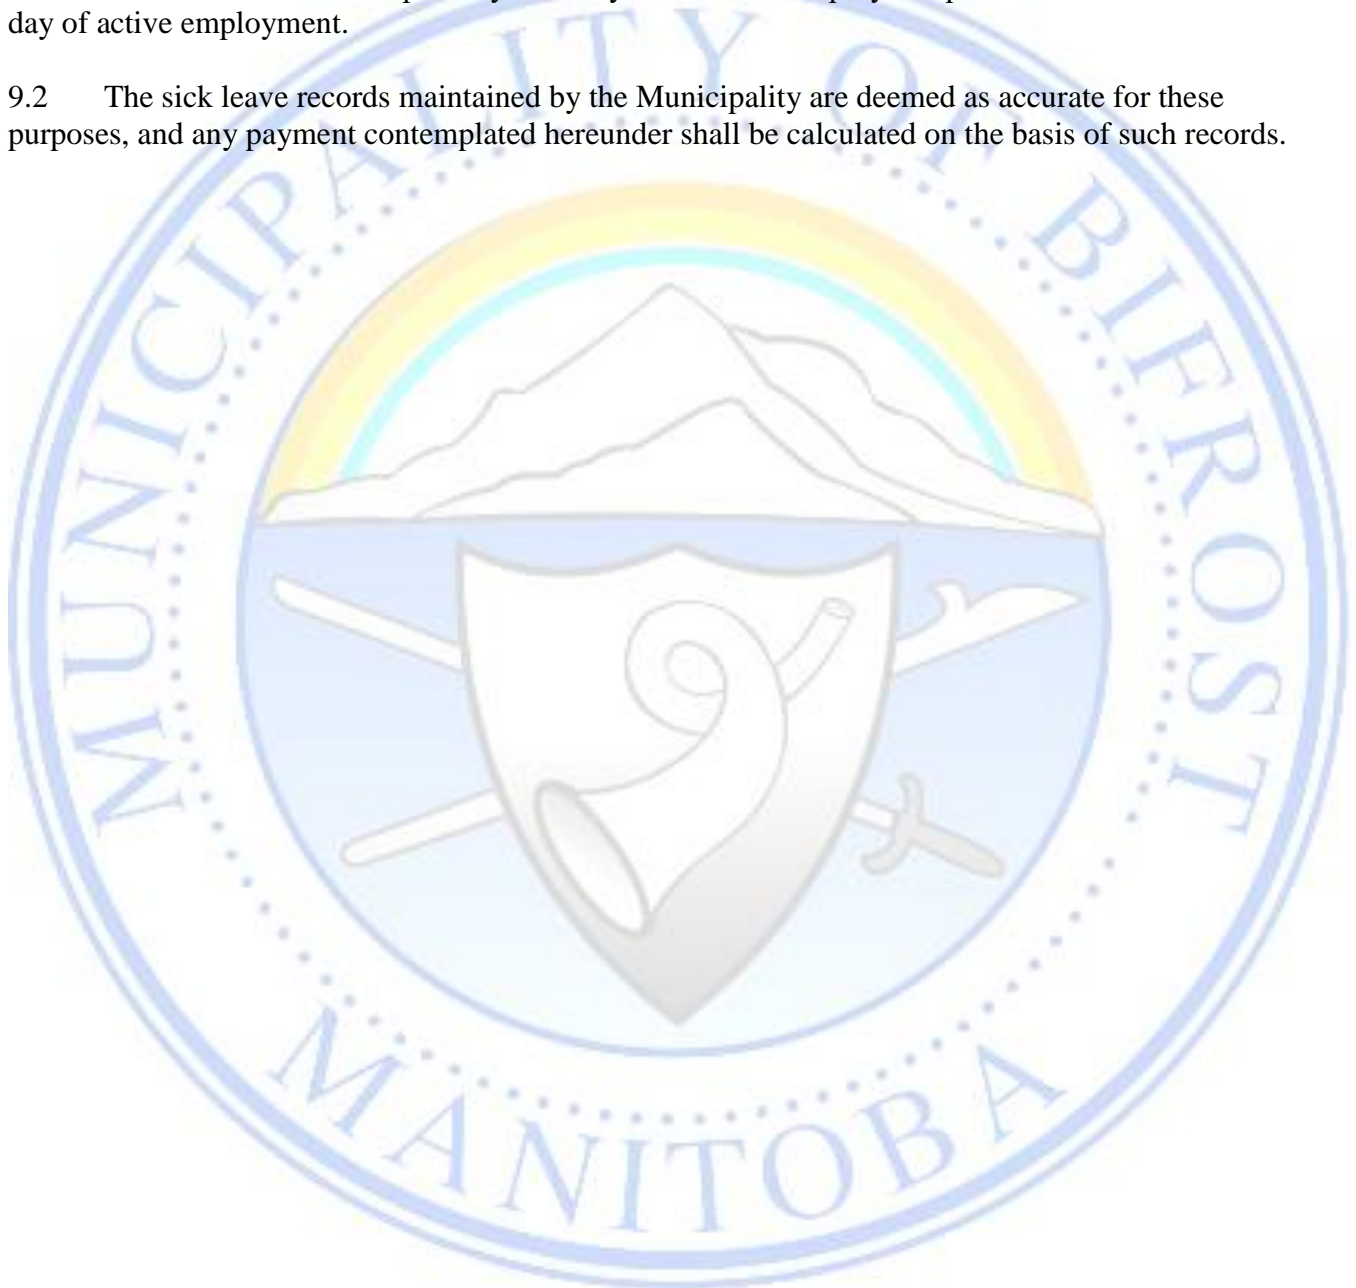 day of active employment.
9.2 The sick leave records maintained by the Municipality are deemed as accurate for these
purposes, and any payment contemplated hereunder shall be calculated on the basis of such records.
MUNICIPALITY OF BIFROST
MANITOBA